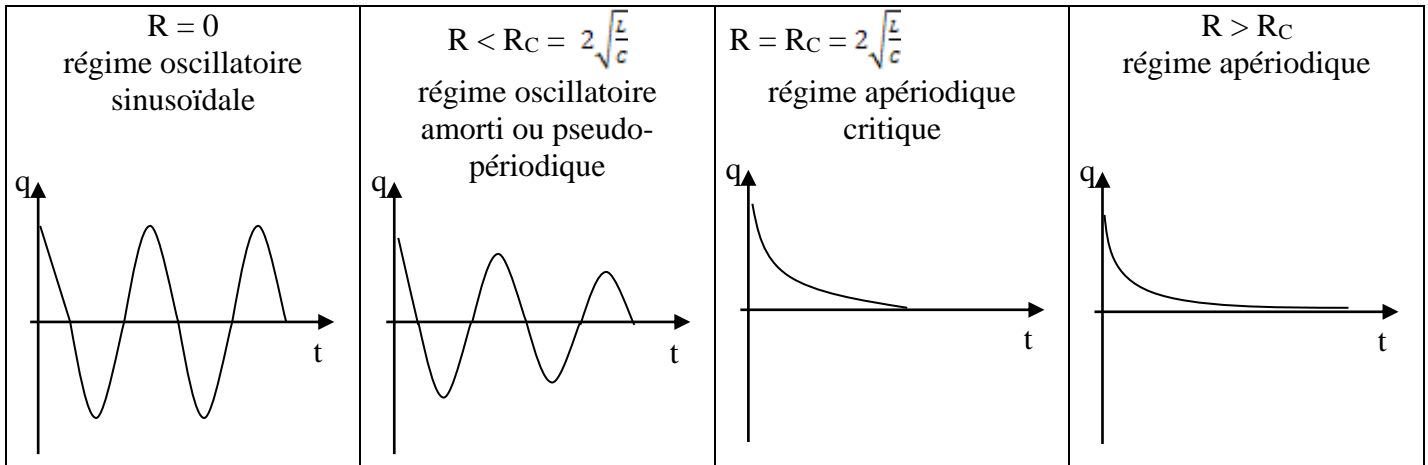 R = 0
régime oscillatoire
sinusoïdale
q
t
R < RC = 2√(L/C)
régime oscillatoire
amorti ou pseudo-
périodique
q
t
R = RC = 2√(L/C)
régime apériodique
critique
q
t
R > RC
régime apériodique
q
t